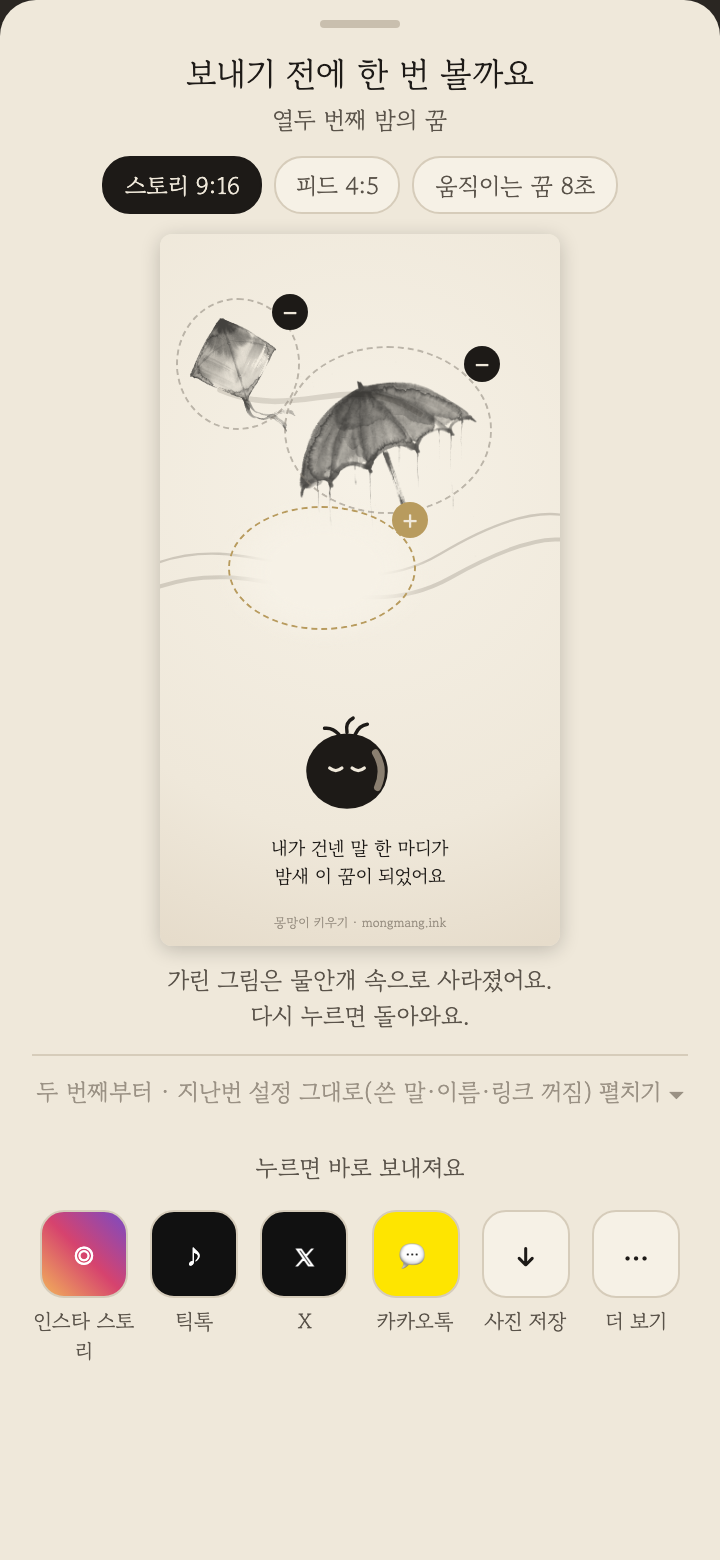 보내기 전에 한 번 볼까요
열두 번째 밤의 꿈
스토리 9:16
피드 4:5
움직이는 꿈 8초
내가 건넨 말 한 마디가
밤새 이 꿈이 되었어요
몽망이 키우기 · mongmang.ink
가린 그림은 물안개 속으로 사라졌어요.
다시 누르면 돌아와요.
두 번째부터 · 지난번 설정 그대로(쓴 말·이름·링크 꺼짐) 펼치기
누르면 바로 보내져요
인스타 스토
리
틱톡
X
카카오톡
사진 저장
더 보기